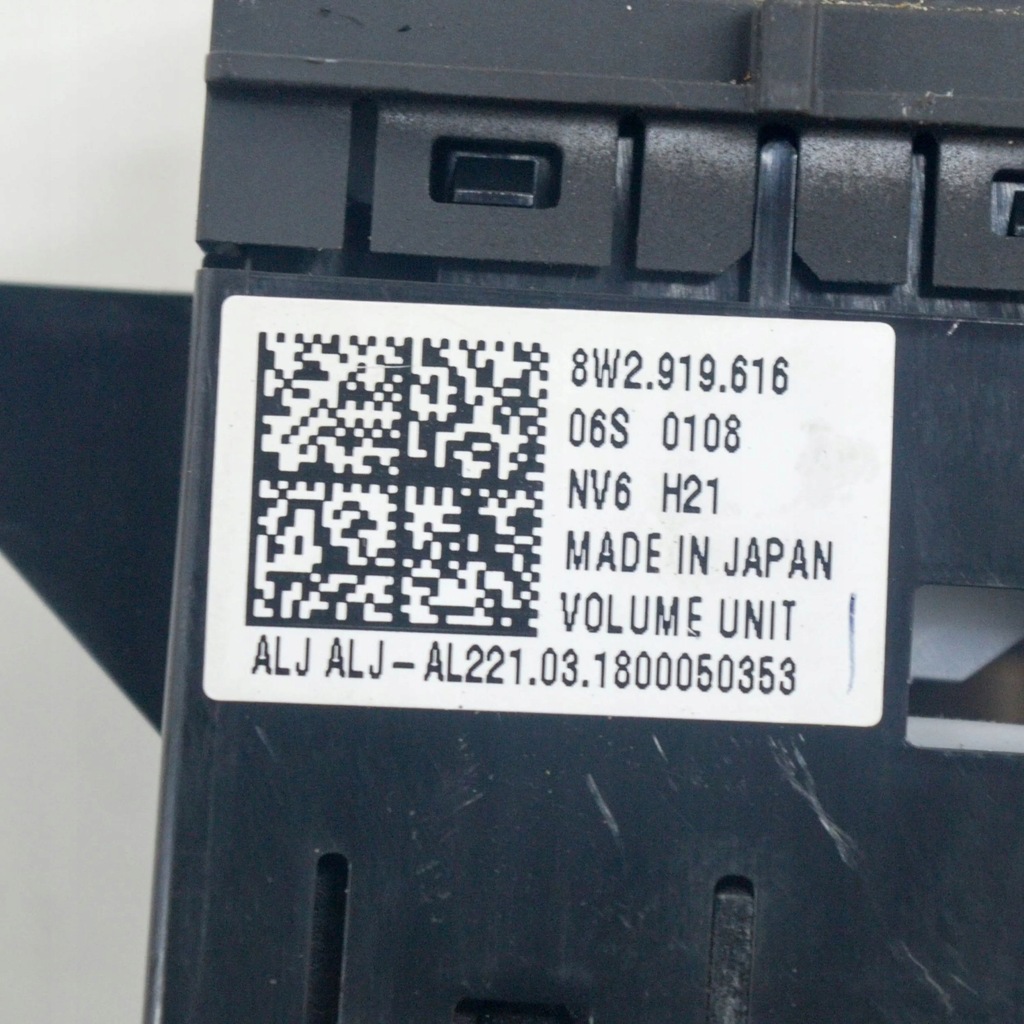 8W2.919.616
06S 0108
NV6 H21
MADE IN JAPAN
VOLUME UNIT
ALJ ALJ-AL221.03.1800050353